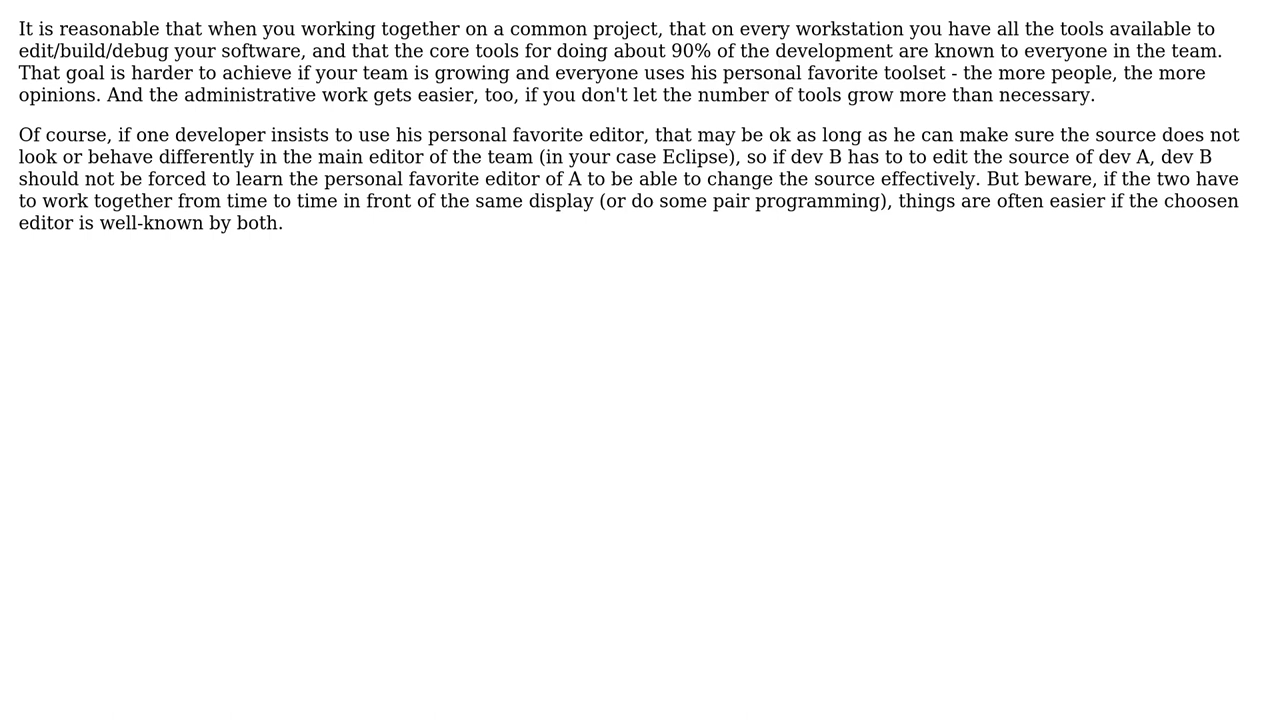 It is reasonable that when you working together on a common project, that on every workstation you have all the tools available to
edit/build/debug your software, and that the core tools for doing about 90% of the development are known to everyone in the team.
That goal is harder to achieve if your team is growing and everyone uses his personal favorite toolset - the more people, the more
opinions. And the administrative work gets easier, too, if you don't let the number of tools grow more than necessary.
Of course, if one developer insists to use his personal favorite editor, that may be ok as long as he can make sure the source does not
look or behave differently in the main editor of the team (in your case Eclipse), so if dev B has to to edit the source of dev A, dev B
should not be forced to learn the personal favorite editor of A to be able to change the source effectively. But beware, if the two have
to work together from time to time in front of the same display (or do some pair programming), things are often easier if the choosen
editor is well-known by both.